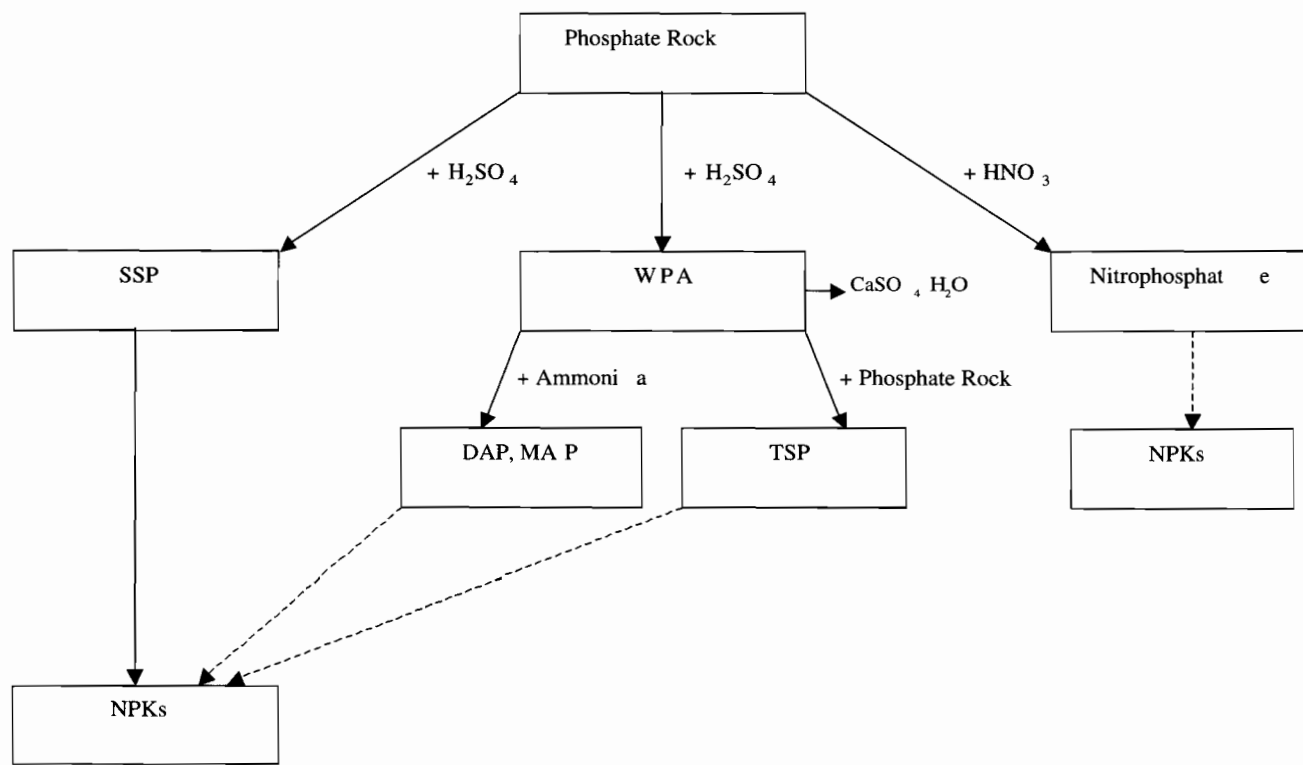 Phosphate Rock
+ H₂SO₄
+ H₂SO₄
+ HNO₃
SSP
WPA
CaSO₄ H₂O
Nitrophosphat e
+ Ammoni a
+ Phosphate Rock
DAP, MA P
TSP
NPKs
NPKs